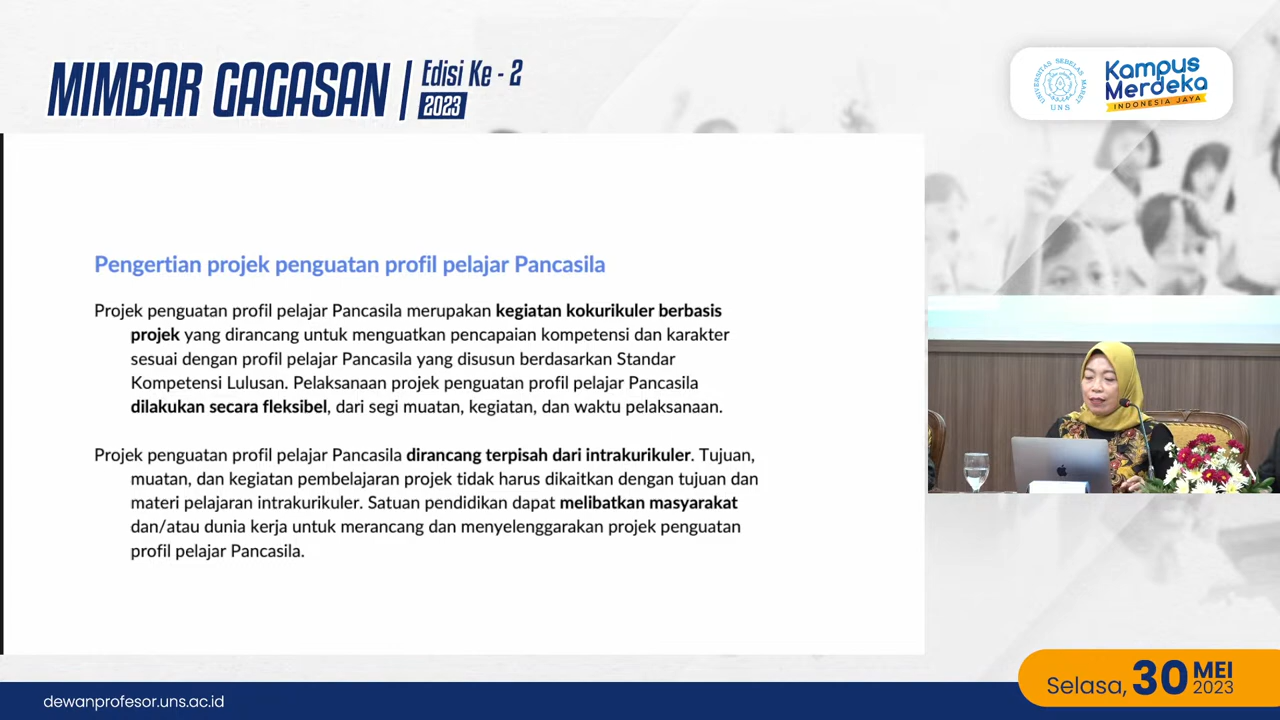 MIMBAR GAGASAN
Edisi Ke - 2
2023
UNIVERSITAS SEBELAS MARET
UNS
Kampus
Merdeka
INDONESIA JAYA
Pengertian projek penguatan profil pelajar Pancasila
Projek penguatan profil pelajar Pancasila merupakan kegiatan kokurikuler berbasis
projek yang dirancang untuk menguatkan pencapaian kompetensi dan karakter
sesuai dengan profil pelajar Pancasila yang disusun berdasarkan Standar
Kompetensi Lulusan. Pelaksanaan projek penguatan profil pelajar Pancasila
dilakukan secara fleksibel, dari segi muatan, kegiatan, dan waktu pelaksanaan.
Projek penguatan profil pelajar Pancasila dirancang terpisah dari intrakurikuler. Tujuan,
muatan, dan kegiatan pembelajaran projek tidak harus dikaitkan dengan tujuan dan
materi pelajaran intrakurikuler. Satuan pendidikan dapat melibatkan masyarakat
dan/atau dunia kerja untuk merancang dan menyelenggarakan projek penguatan
profil pelajar Pancasila.
Selasa, 30 MEI
2023
dewanprofesor.uns.ac.id